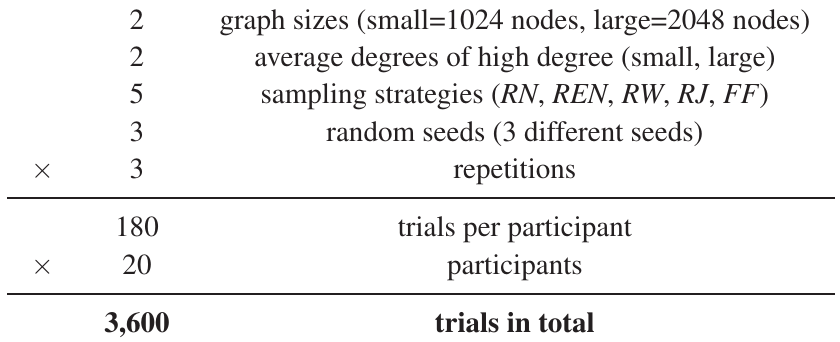 2 graph sizes (small=1024 nodes, large=2048 nodes)
2 average degrees of high degree (small, large)
5 sampling strategies (RN, REN, RW, RJ, FF)
3 random seeds (3 different seeds)
× 3 repetitions
180 trials per participant
× 20 participants
3,600 trials in total